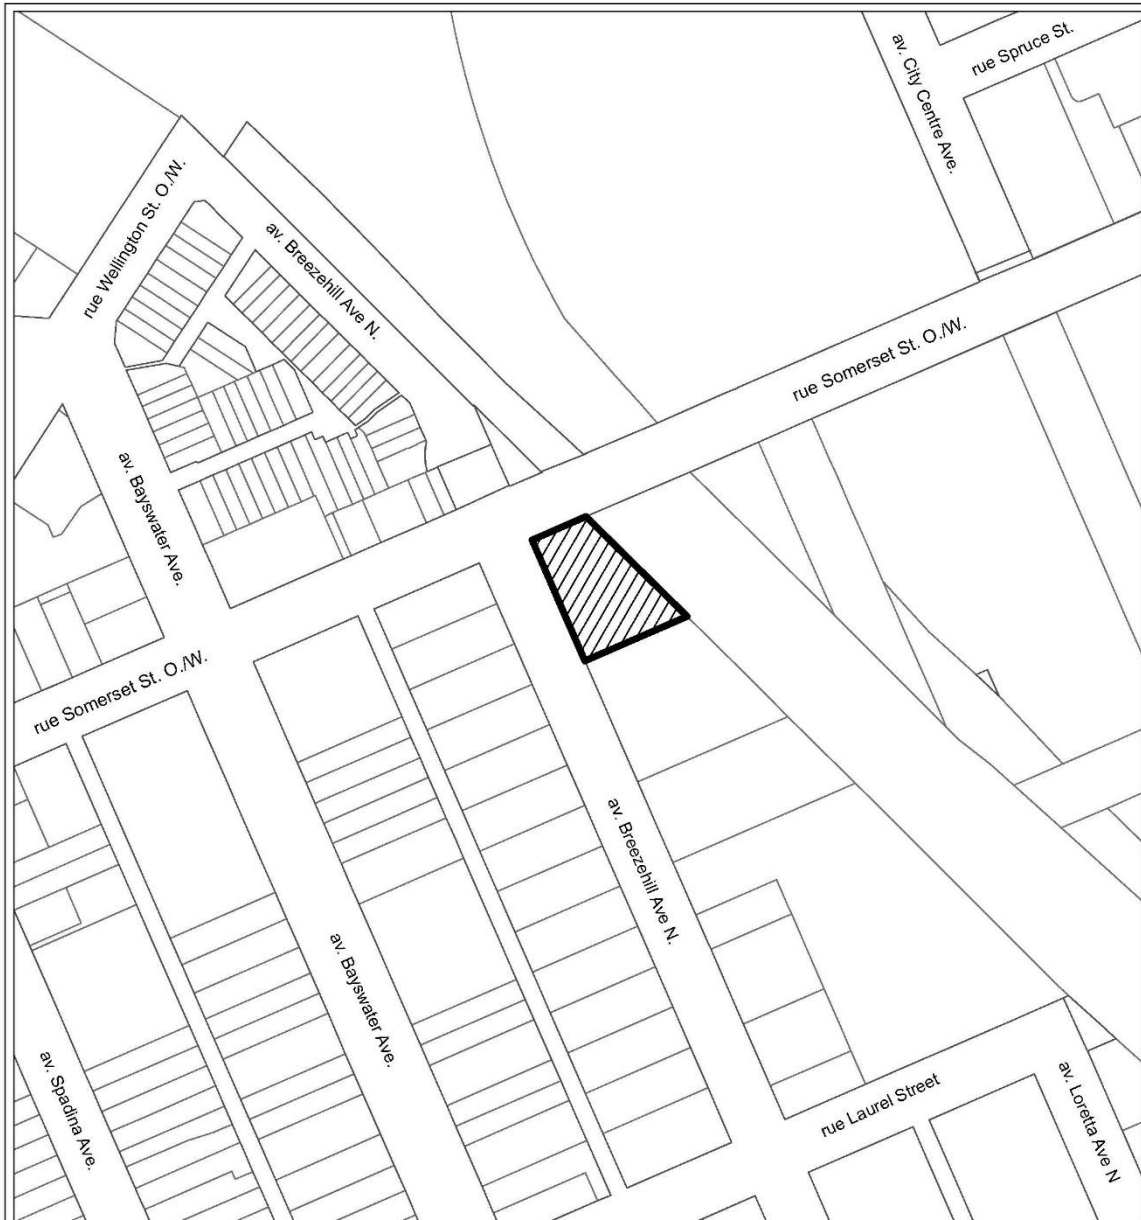 rue Spruce St.
av. City Centre Ave.
rue Wellington St. O./W.
av. Breezehill Ave N.
rue Somerset St. O./W.
av. Bayswater Ave.
rue Somerset St. O./W.
av. Breezehill Ave N.
av. Bayswater Ave.
av. Spadina Ave.
rue Laurel Street
av. Loretta Ave N